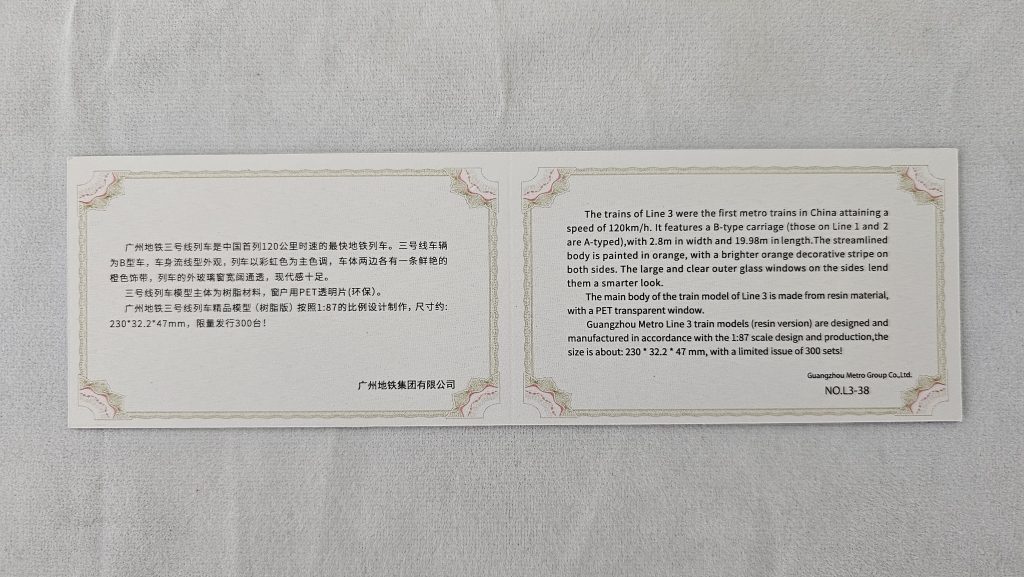 广州地铁三号线列车是中国首列120公里时速的最快地铁列车。三号线车辆
为B型车，车身流线型外观，列车以彩虹色为主色调，车体两边各有一条鲜艳的
橙色饰带，列车的外玻璃窗宽阔通透，现代感十足。
三号线列车模型主体为树脂材料，窗户用PET透明片(环保)。
广州地铁三号线列车精品模型（树脂版）按照1:87的比例设计制作，尺寸约:
230*32.2*47mm，限量发行300台！
广州地铁集团有限公司
The trains of Line 3 were the first metro trains in China attaining a
speed of 120km/h. It features a B-type carriage (those on Line 1 and 2
are A-typed),with 2.8m in width and 19.98m in length.The streamlined
body is painted in orange, with a brighter orange decorative stripe on
both sides. The large and clear outer glass windows on the sides lend
them a smarter look.
The main body of the train model of Line 3 is made from resin material,
with a PET transparent window.
Guangzhou Metro Line 3 train models (resin version) are designed and
manufactured in accordance with the 1:87 scale design and production,the
size is about: 230 * 32.2 * 47 mm, with a limited issue of 300 sets!
Guangzhou Metro Group Co.,Ltd.
NO.L3-38